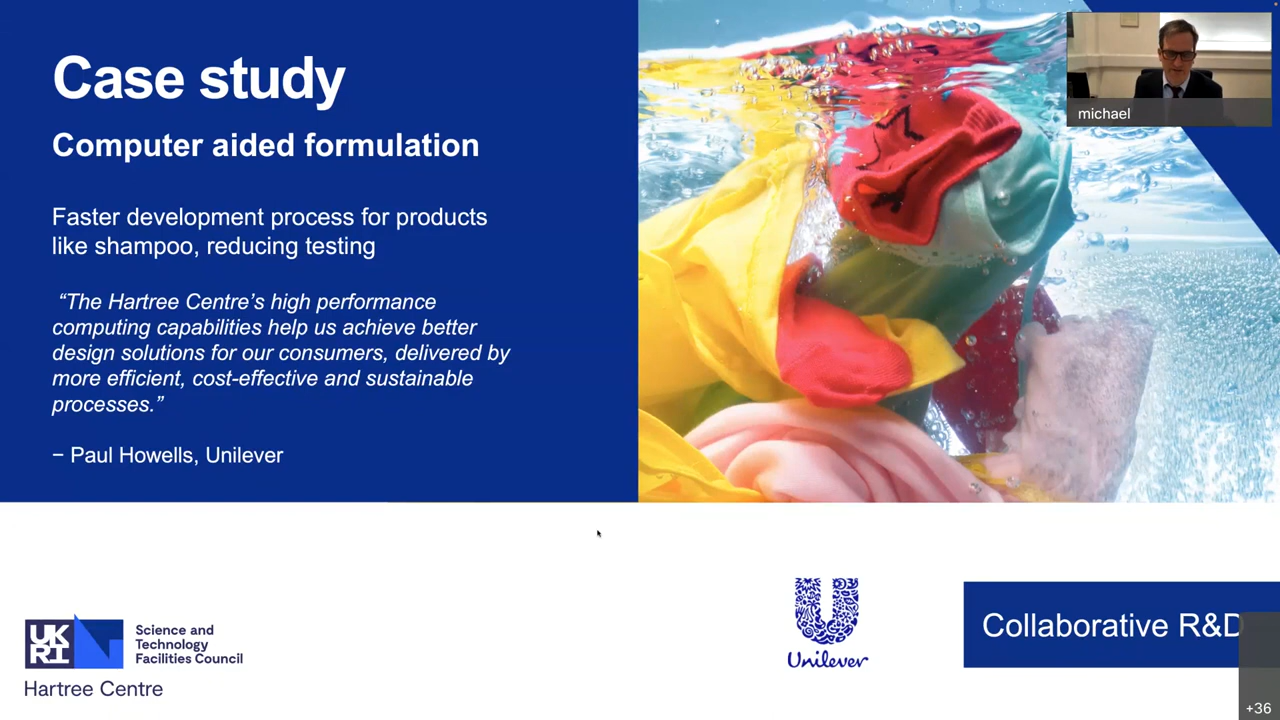 Case study
Computer aided formulation
Faster development process for products
like shampoo, reducing testing
“The Hartree Centre’s high performance
computing capabilities help us achieve better
design solutions for our consumers, delivered by
more efficient, cost-effective and sustainable
processes.”
− Paul Howells, Unilever
michael
UK
RI
Science and
Technology
Facilities Council
Hartree Centre
Unilever
Collaborative R&D
+36